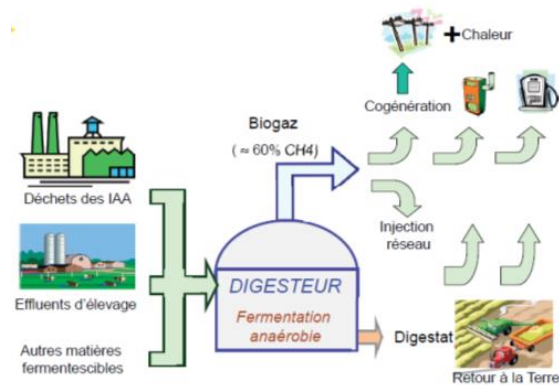 +Chaleur
Cogénération
Biogaz
( ≈ 60% CH4)
Déchets des IAA
Injection
réseau
Effluents d'élevage
DIGESTEUR
Fermentation
anaérobie
Digestat
Autres matières
fermentescibles
Retour à la Terre